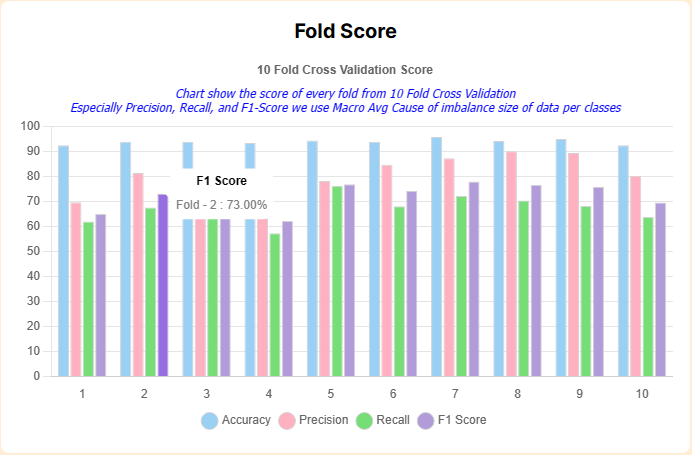 Fold Score
10 Fold Cross Validation Score
Chart show the score of every fold from 10 Fold Cross Validation
Especially Precision, Recall, and F1-Score we use Macro Avg Cause of imbalance size of data per classes
100
90
80
70
60
50
40
30
20
10
0
F1 Score
Fold - 2 : 73.00%
1 2 3 4 5 6 7 8 9 10
Accuracy Precision Recall F1 Score